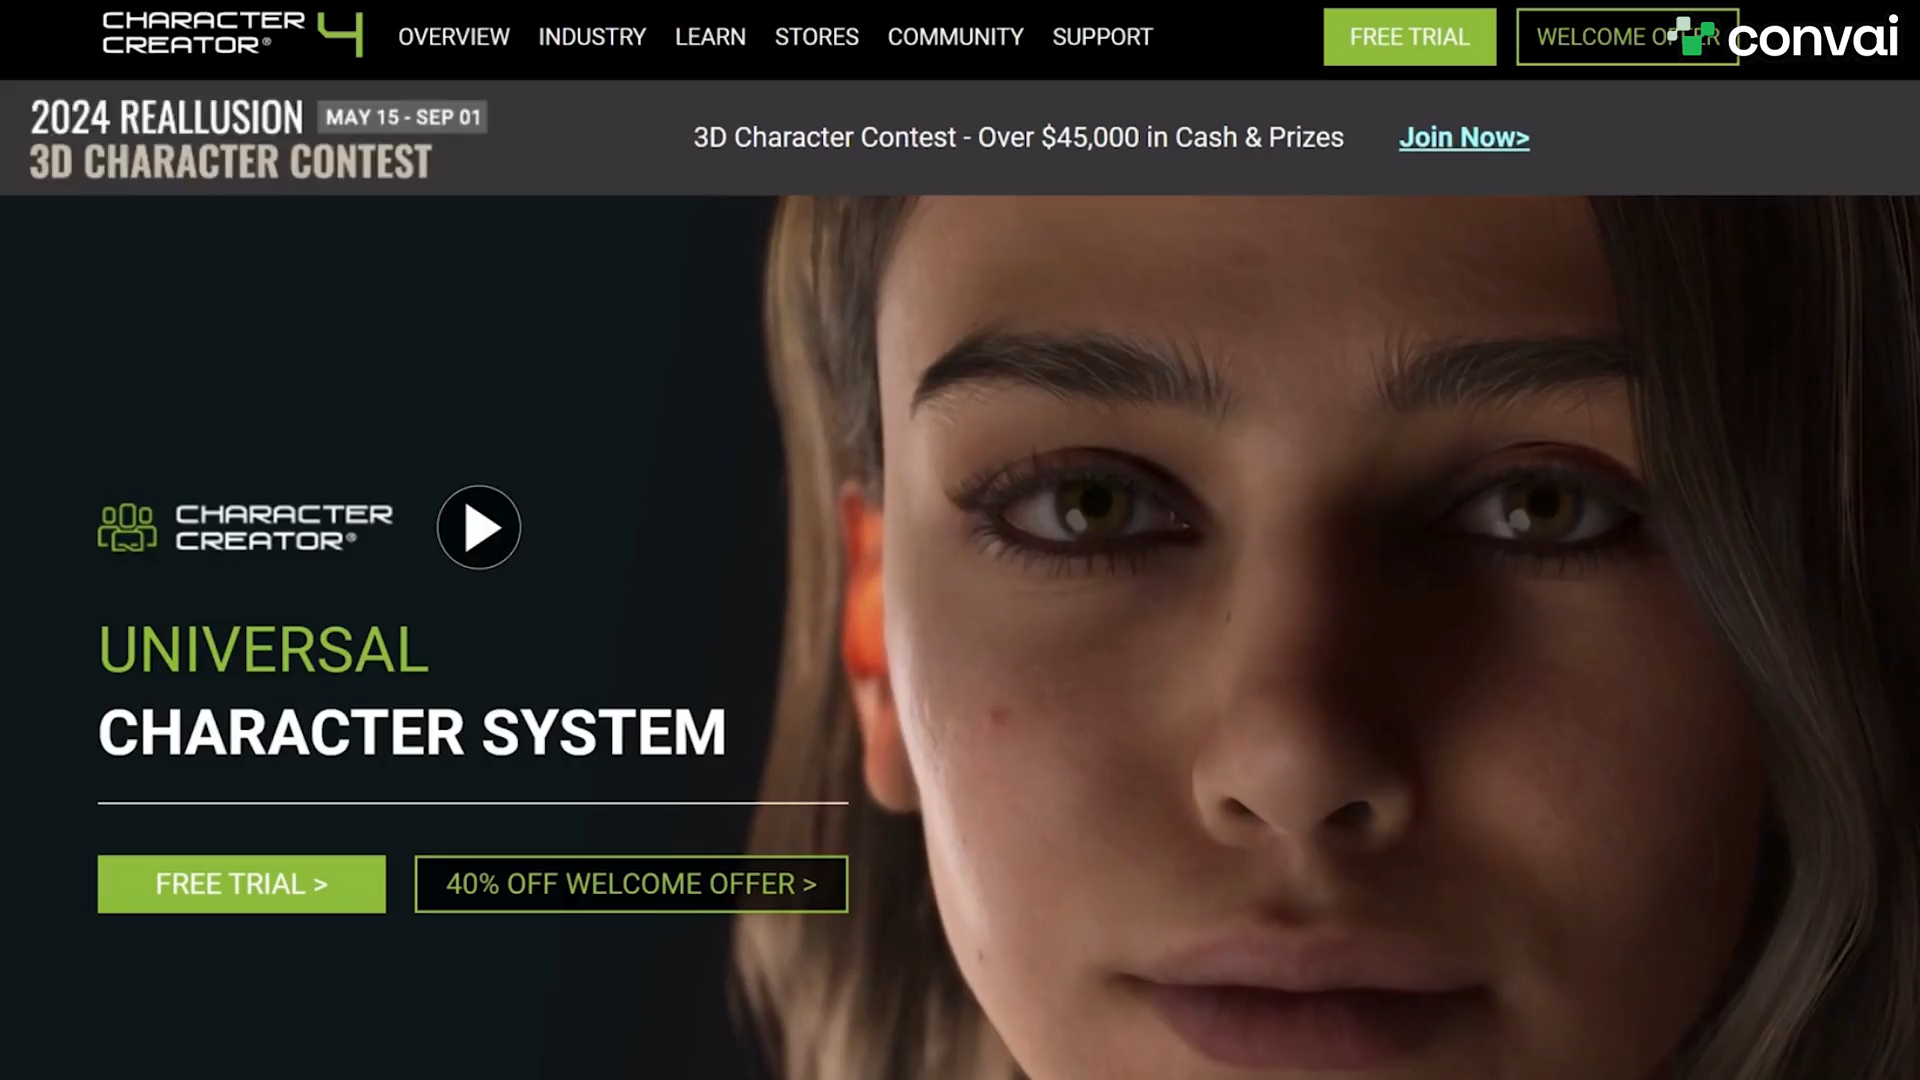 CHARACTER CREATOR® 4
OVERVIEW INDUSTRY LEARN STORES COMMUNITY SUPPORT
FREE TRIAL
WELCOME OFFER
convai
2024 REALLUSION MAY 15 - SEP 01
3D CHARACTER CONTEST
3D Character Contest - Over $45,000 in Cash & Prizes Join Now>
CHARACTER
CREATOR®
UNIVERSAL
CHARACTER SYSTEM
FREE TRIAL > 40% OFF WELCOME OFFER >